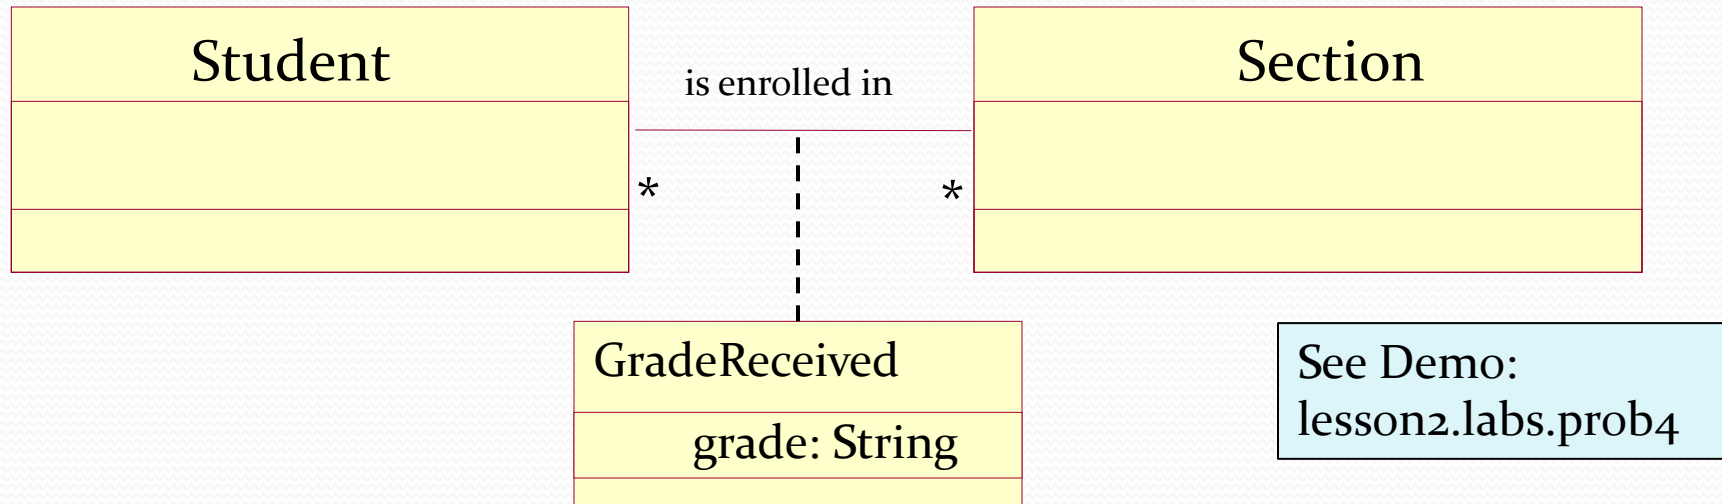 Student
is enrolled in
Section
*
*
GradeReceived
grade: String
See Demo:
lesson2.labs.prob4